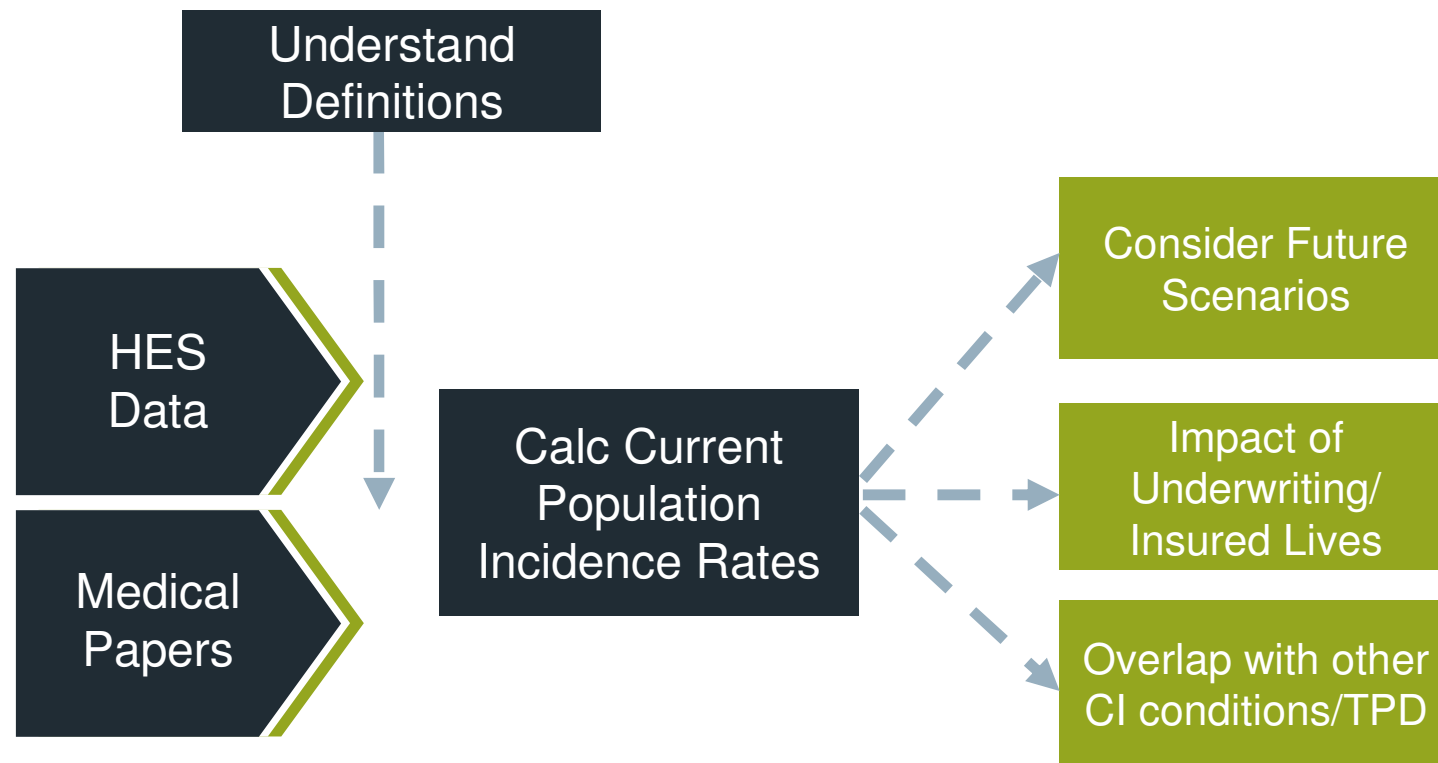 Understand
Definitions
HES
Data
Medical
Papers
Calc Current
Population
Incidence Rates
Consider Future
Scenarios
Impact of
Underwriting/
Insured Lives
Overlap with other
CI conditions/TPD